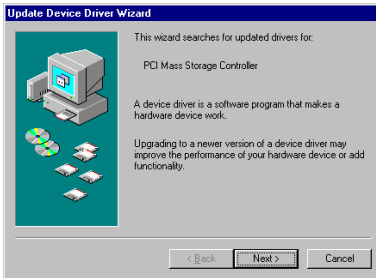 Update Device Driver Wizard
This wizard searches for updated drivers for:
PCI Mass Storage Controller
A device driver is a software program that makes a
hardware device work.
Upgrading to a newer version of a device driver may
improve the performance of your hardware device or add
functionality.
< Back
Next >
Cancel